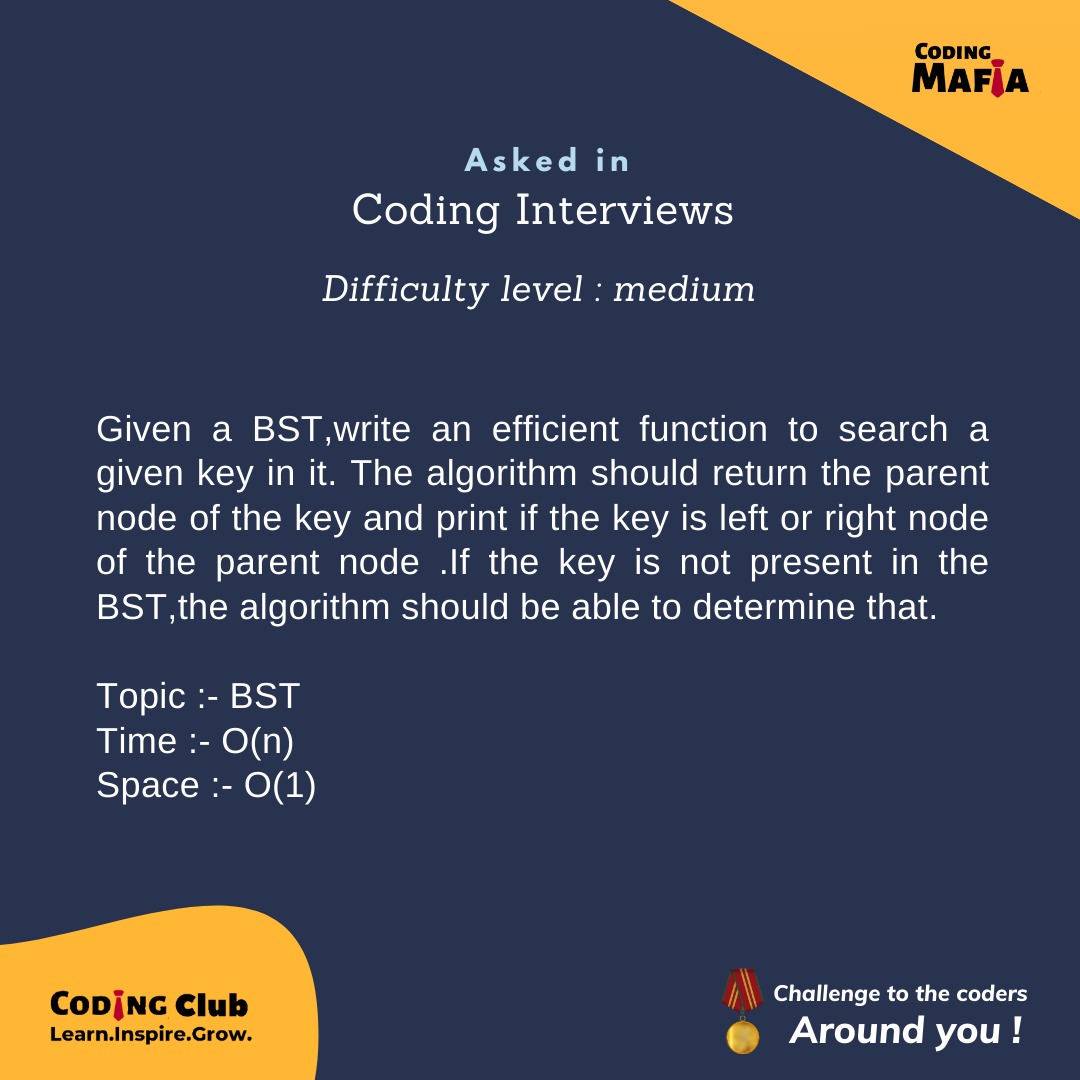 CODING
MAFIA
Asked in
Coding Interviews
Difficulty level : medium
Given a BST,write an efficient function to search a
given key in it. The algorithm should return the parent
node of the key and print if the key is left or right node
of the parent node .If the key is not present in the
BST,the algorithm should be able to determine that.
Topic :- BST
Time :- O(n)
Space :- O(1)
CODING Club
Learn.Inspire.Grow.
Challenge to the coders
Around you !